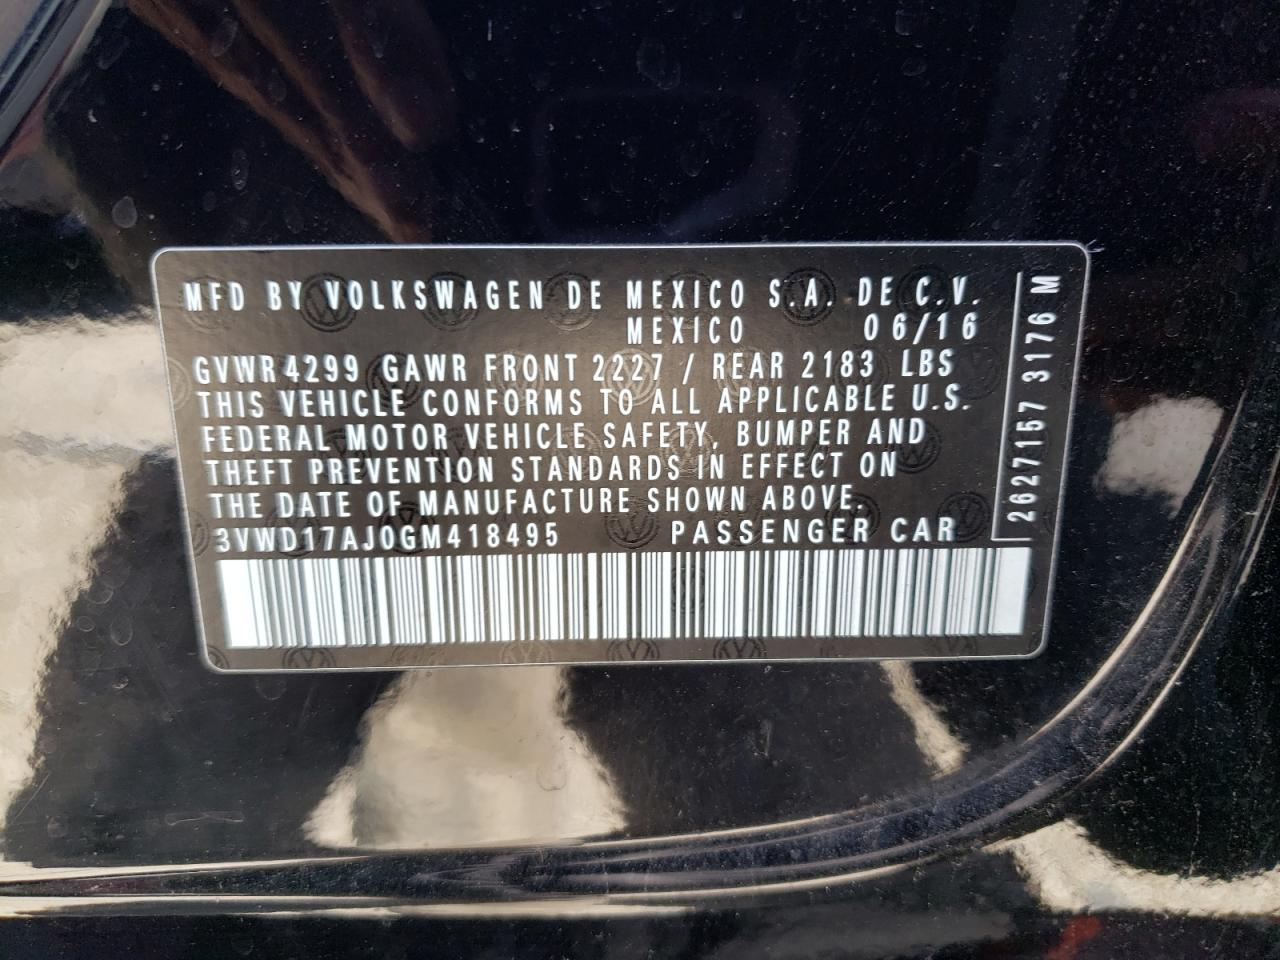 MFD BY VOLKSWAGEN DE MEXICO S.A. DE C.V.
MEXICO 06/16
GVWR 4299 GAWR FRONT 2227 / REAR 2183 LBS
THIS VEHICLE CONFORMS TO ALL APPLICABLE U.S.
FEDERAL MOTOR VEHICLE SAFETY, BUMPER AND
THEFT PREVENTION STANDARDS IN EFFECT ON
THE DATE OF MANUFACTURE SHOWN ABOVE.
3VWD17AJ0GM418495 PASSENGER CAR
2627157 3176 M